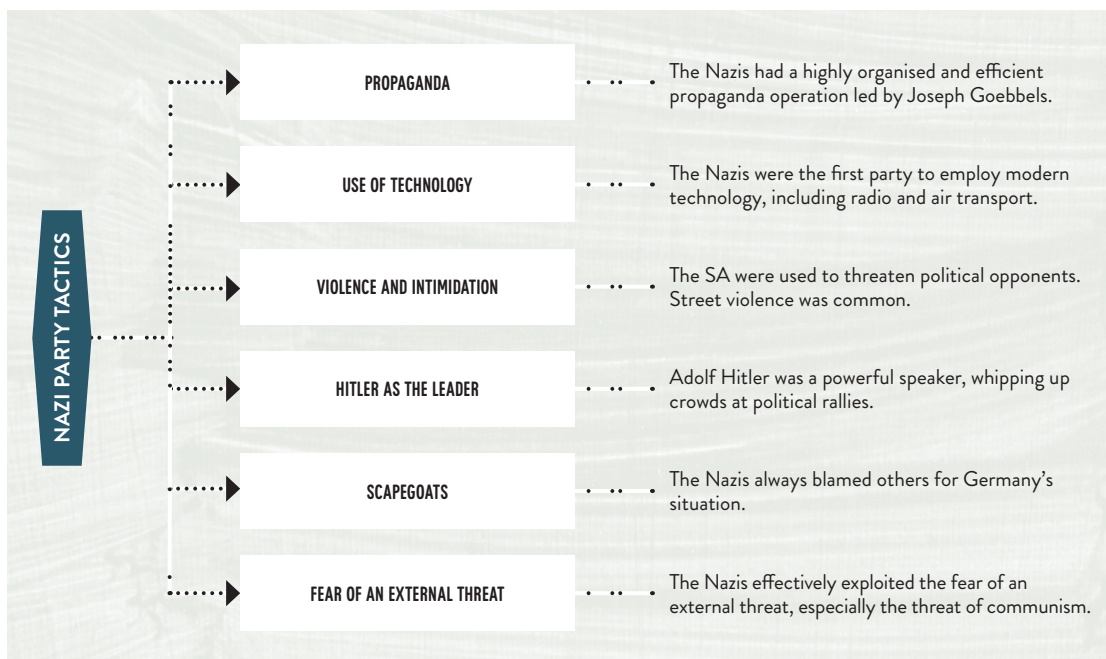 NAZI PARTY TACTICS
PROPAGANDA
The Nazis had a highly organised and efficient
propaganda operation led by Joseph Goebbels.
USE OF TECHNOLOGY
The Nazis were the first party to employ modern
technology, including radio and air transport.
VIOLENCE AND INTIMIDATION
The SA were used to threaten political opponents.
Street violence was common.
HITLER AS THE LEADER
Adolf Hitler was a powerful speaker, whipping up
crowds at political rallies.
SCAPEGOATS
The Nazis always blamed others for Germany’s
situation.
FEAR OF AN EXTERNAL THREAT
The Nazis effectively exploited the fear of an
external threat, especially the threat of communism.